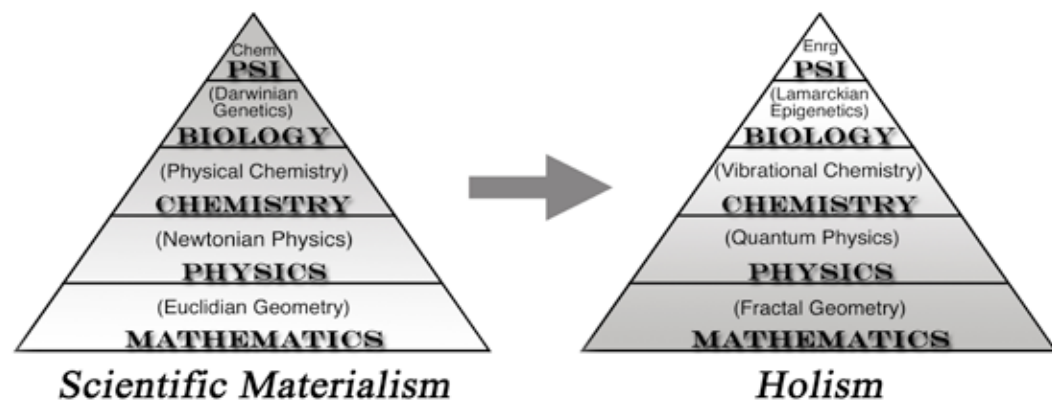 Chem
PSI
(Darwinian
Genetics)
BIOLOGY
(Physical Chemistry)
CHEMISTRY
(Newtonian Physics)
PHYSICS
(Euclidian Geometry)
MATHEMATICS
Scientific Materialism
Enrg
PSI
(Lamarckian
Epigenetics)
BIOLOGY
(Vibrational Chemistry)
CHEMISTRY
(Quantum Physics)
PHYSICS
(Fractal Geometry)
MATHEMATICS
Holism